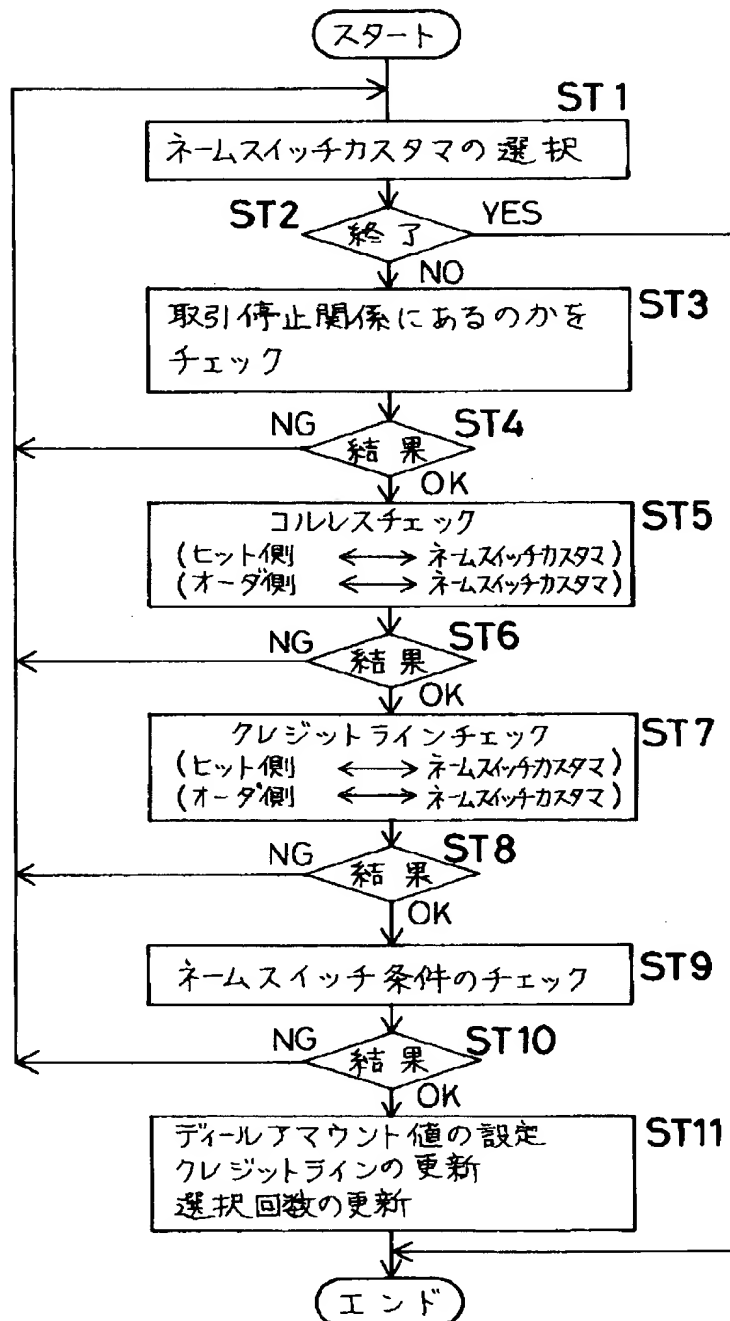 スタート
ST1
ネームスイッチカスタマの選択
ST2
終了
YES
NO
ST3
取引停止関係にあるのかを
チェック
NG
ST4
結果
OK
ST5
コルレスチェック
(ヒット側 ←→ ネームスイッチカスタマ)
(オーダ側 ←→ ネームスイッチカスタマ)
NG
ST6
結果
OK
ST7
クレジットラインチェック
(ヒット側 ←→ ネームスイッチカスタマ)
(オーダ側 ←→ ネームスイッチカスタマ)
NG
ST8
結果
OK
ST9
ネームスイッチ条件のチェック
NG
ST10
結果
OK
ST11
ディールアマウント値の設定
クレジットラインの更新
選択回数の更新
エンド